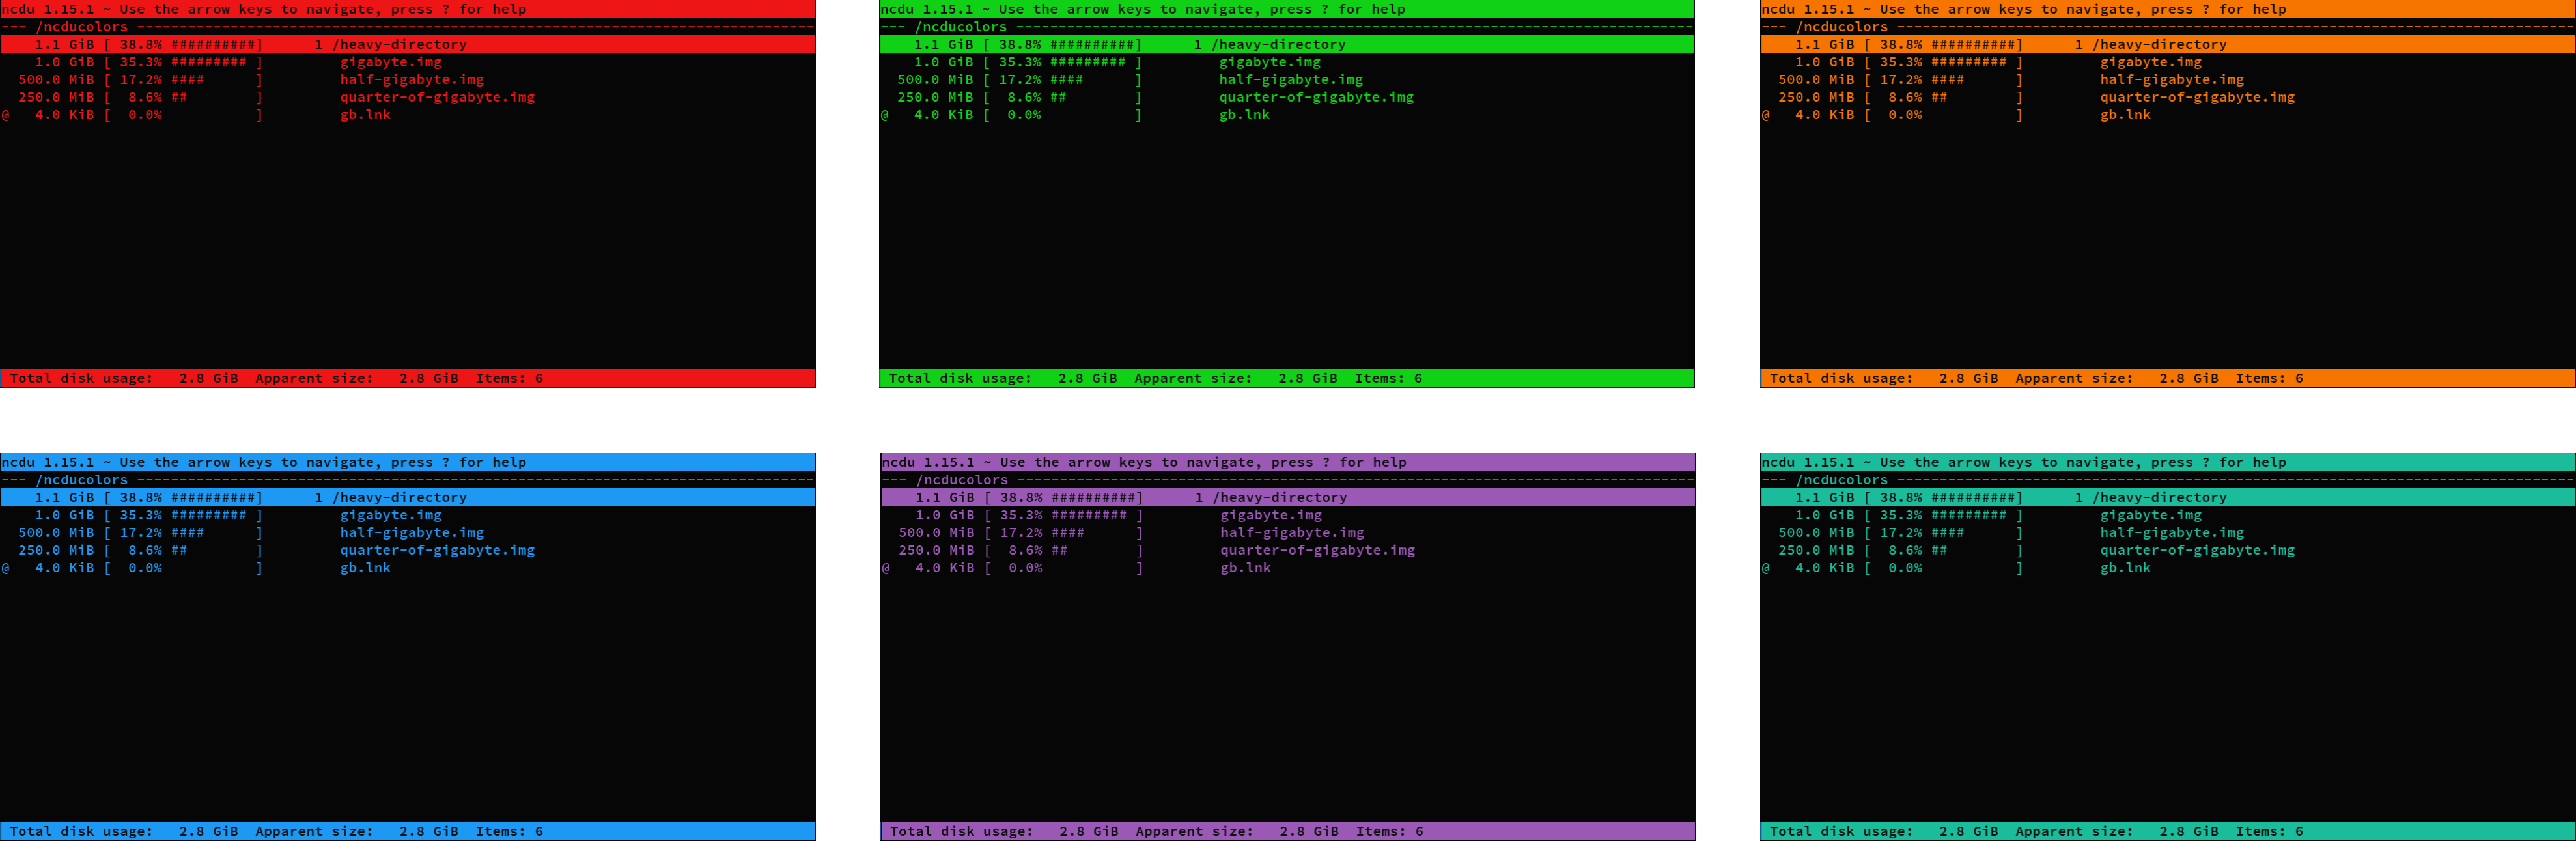 ncdu 1.15.1 ~ Use the arrow keys to navigate, press ? for help
--- /ncducolors ----------------------------------------------------------------
    1.1 GiB [ 38.8% ##########]      1 /heavy-directory
    1.0 GiB [ 35.3% ######### ]         gigabyte.img
  500.0 MiB [ 17.2% ####      ]         half-gigabyte.img
  250.0 MiB [  8.6% ##        ]         quarter-of-gigabyte.img
@   4.0 KiB [  0.0%           ]         gb.lnk
 Total disk usage:   2.8 GiB  Apparent size:   2.8 GiB  Items: 6
ncdu 1.15.1 ~ Use the arrow keys to navigate, press ? for help
--- /ncducolors ----------------------------------------------------------------
    1.1 GiB [ 38.8% ##########]      1 /heavy-directory
    1.0 GiB [ 35.3% ######### ]         gigabyte.img
  500.0 MiB [ 17.2% ####      ]         half-gigabyte.img
  250.0 MiB [  8.6% ##        ]         quarter-of-gigabyte.img
@   4.0 KiB [  0.0%           ]         gb.lnk
 Total disk usage:   2.8 GiB  Apparent size:   2.8 GiB  Items: 6
ncdu 1.15.1 ~ Use the arrow keys to navigate, press ? for help
--- /ncducolors ----------------------------------------------------------------
    1.1 GiB [ 38.8% ##########]      1 /heavy-directory
    1.0 GiB [ 35.3% ######### ]         gigabyte.img
  500.0 MiB [ 17.2% ####      ]         half-gigabyte.img
  250.0 MiB [  8.6% ##        ]         quarter-of-gigabyte.img
@   4.0 KiB [  0.0%           ]         gb.lnk
 Total disk usage:   2.8 GiB  Apparent size:   2.8 GiB  Items: 6
ncdu 1.15.1 ~ Use the arrow keys to navigate, press ? for help
--- /ncducolors ----------------------------------------------------------------
    1.1 GiB [ 38.8% ##########]      1 /heavy-directory
    1.0 GiB [ 35.3% ######### ]         gigabyte.img
  500.0 MiB [ 17.2% ####      ]         half-gigabyte.img
  250.0 MiB [  8.6% ##        ]         quarter-of-gigabyte.img
@   4.0 KiB [  0.0%           ]         gb.lnk
 Total disk usage:   2.8 GiB  Apparent size:   2.8 GiB  Items: 6
ncdu 1.15.1 ~ Use the arrow keys to navigate, press ? for help
--- /ncducolors ----------------------------------------------------------------
    1.1 GiB [ 38.8% ##########]      1 /heavy-directory
    1.0 GiB [ 35.3% ######### ]         gigabyte.img
  500.0 MiB [ 17.2% ####      ]         half-gigabyte.img
  250.0 MiB [  8.6% ##        ]         quarter-of-gigabyte.img
@   4.0 KiB [  0.0%           ]         gb.lnk
 Total disk usage:   2.8 GiB  Apparent size:   2.8 GiB  Items: 6
ncdu 1.15.1 ~ Use the arrow keys to navigate, press ? for help
--- /ncducolors ----------------------------------------------------------------
    1.1 GiB [ 38.8% ##########]      1 /heavy-directory
    1.0 GiB [ 35.3% ######### ]         gigabyte.img
  500.0 MiB [ 17.2% ####      ]         half-gigabyte.img
  250.0 MiB [  8.6% ##        ]         quarter-of-gigabyte.img
@   4.0 KiB [  0.0%           ]         gb.lnk
 Total disk usage:   2.8 GiB  Apparent size:   2.8 GiB  Items: 6